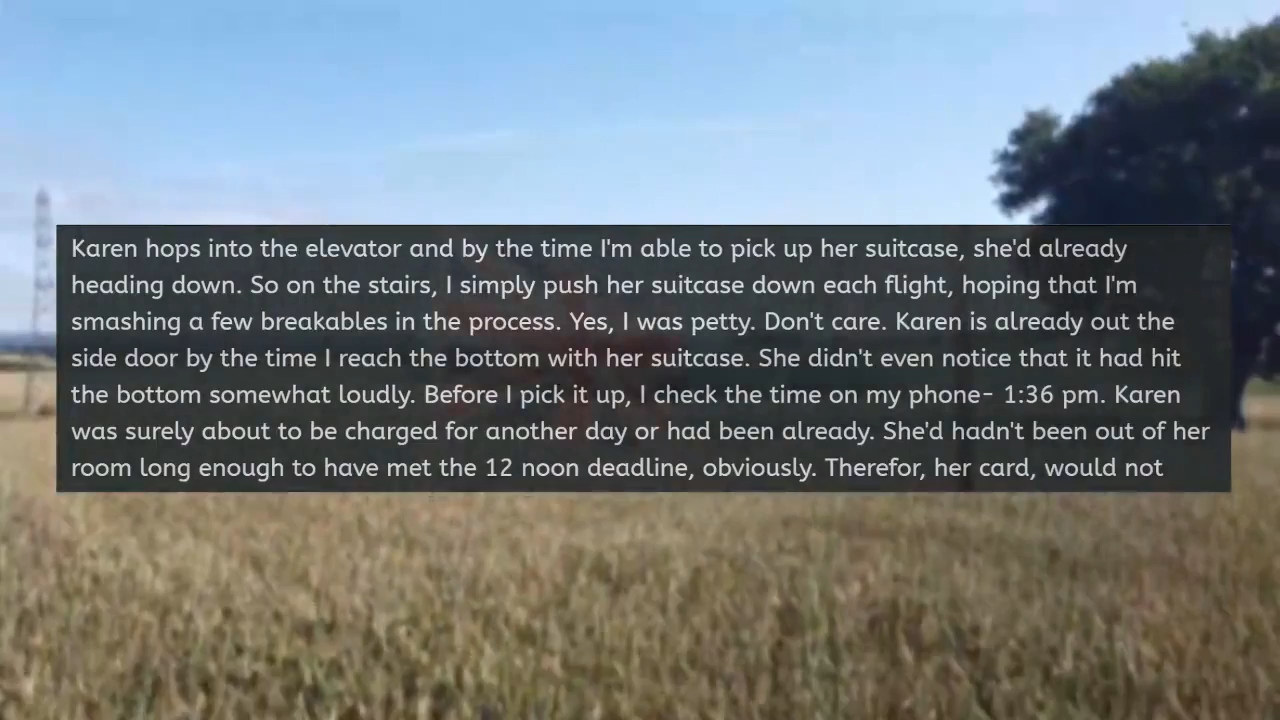 Karen hops into the elevator and by the time I'm able to pick up her suitcase, she'd already
heading down. So on the stairs, I simply push her suitcase down each flight, hoping that I'm
smashing a few breakables in the process. Yes, I was petty. Don't care. Karen is already out the
side door by the time I reach the bottom with her suitcase. She didn't even notice that it had hit
the bottom somewhat loudly. Before I pick it up, I check the time on my phone- 1:36 pm. Karen
was surely about to be charged for another day or had been already. She'd hadn't been out of her
room long enough to have met the 12 noon deadline, obviously. Therefor, her card, would not